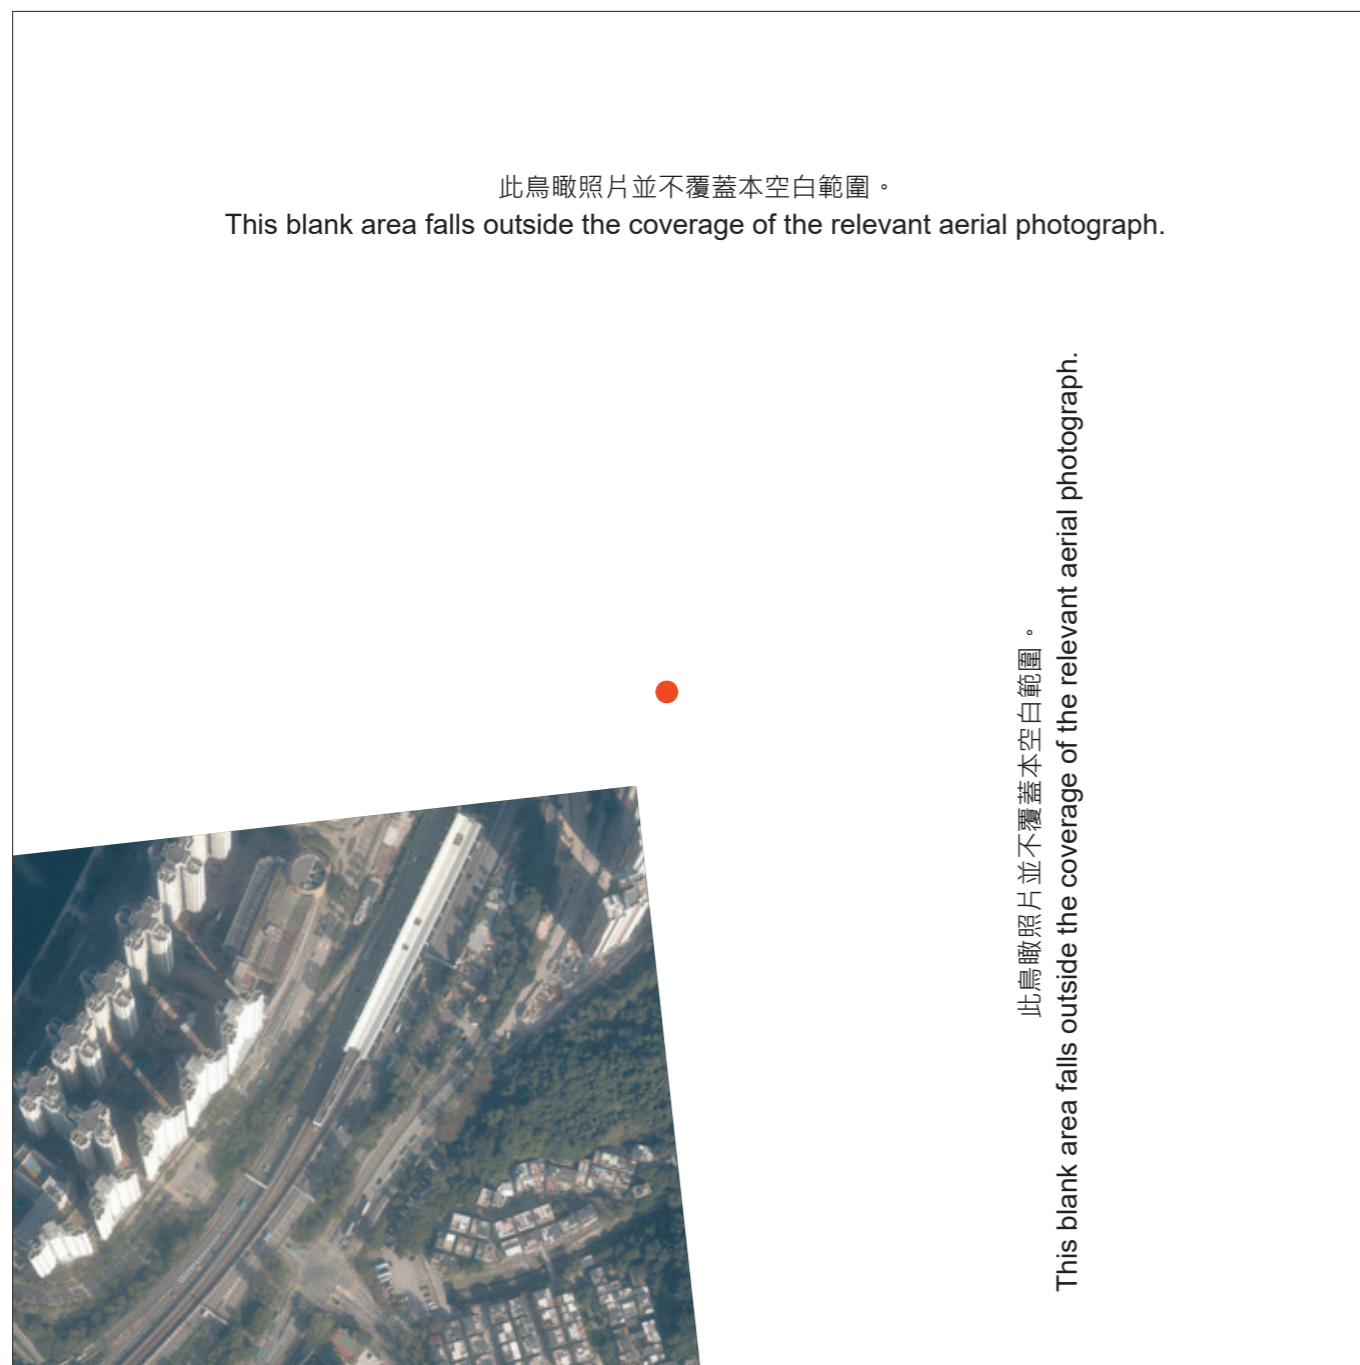 此鳥瞰照片並不覆蓋本空白範圍。
This blank area falls outside the coverage of the relevant aerial photograph.
此鳥瞰照片並不覆蓋本空白範圍。
This blank area falls outside the coverage of the relevant aerial photograph.